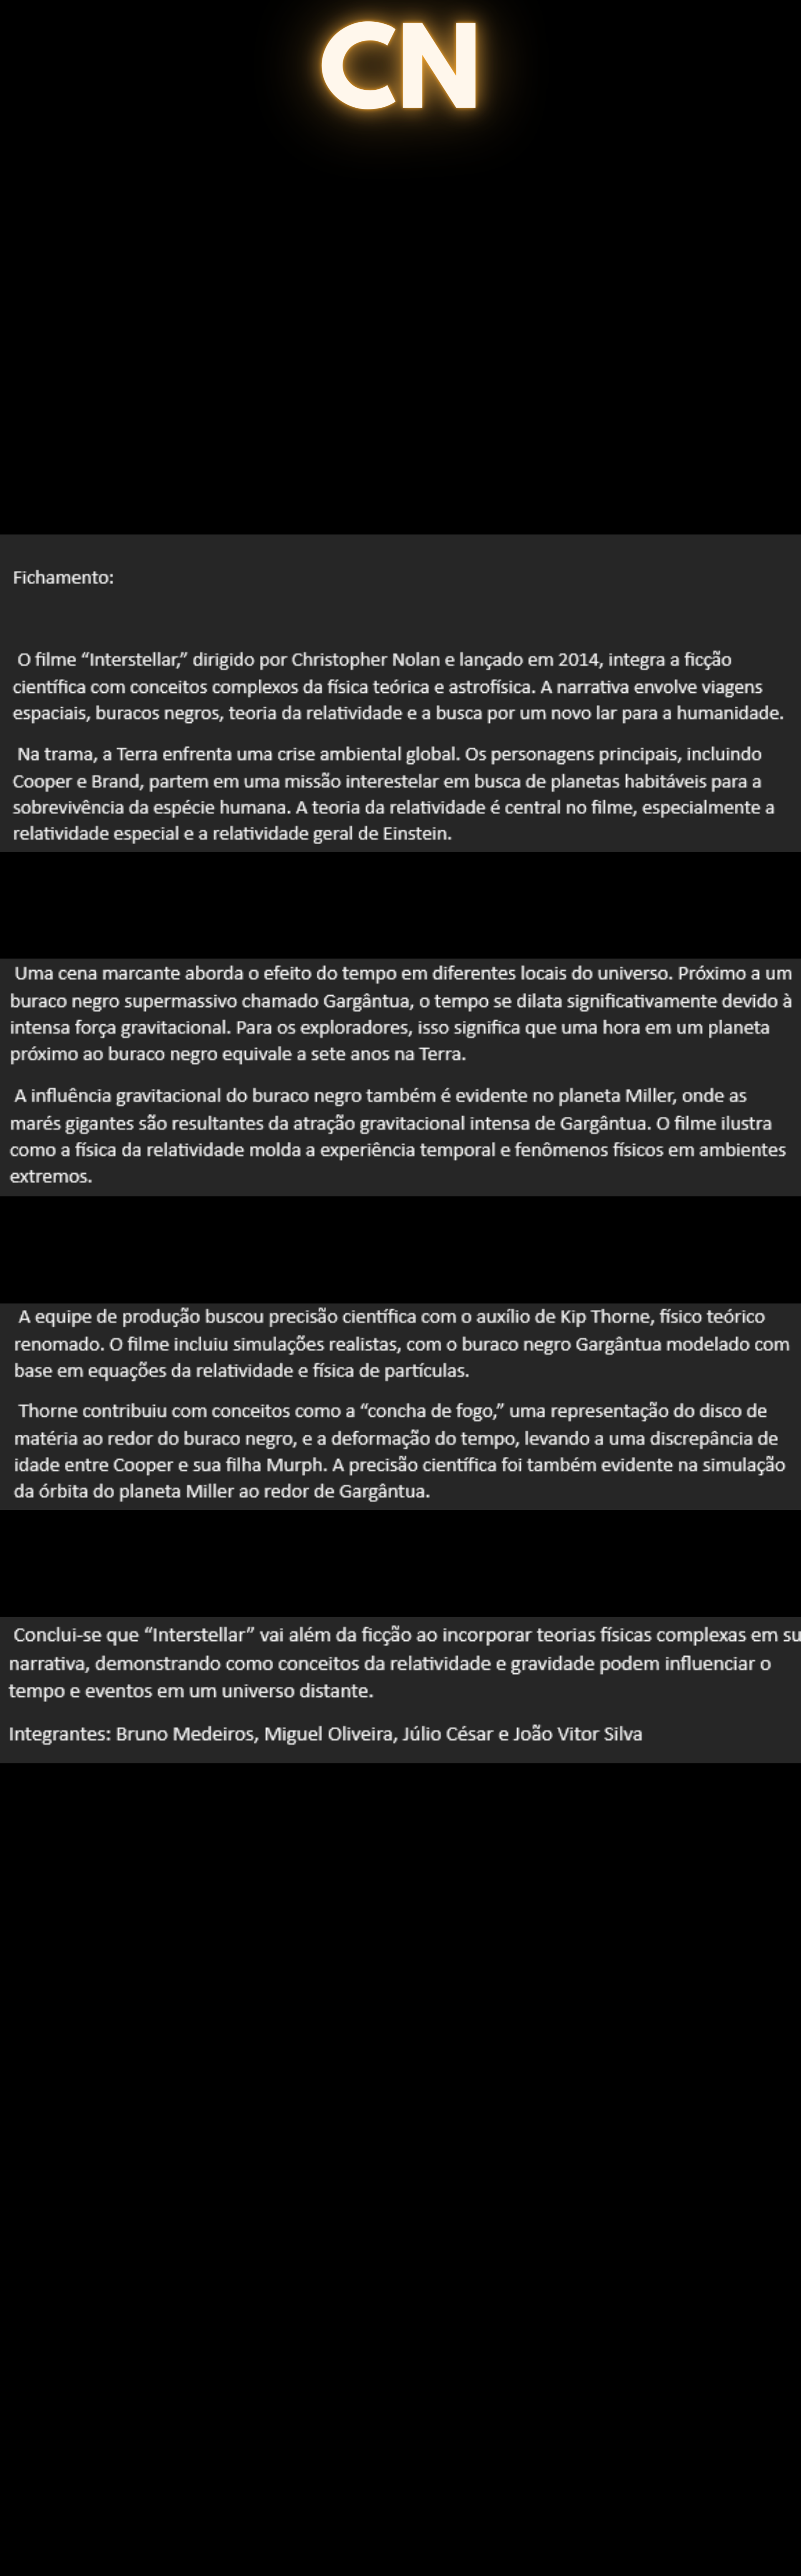 CN
Fichamento:
O filme “Interstellar,” dirigido por Christopher Nolan e lançado em 2014, integra a ficção
científica com conceitos complexos da física teórica e astrofísica. A narrativa envolve viagens
espaciais, buracos negros, teoria da relatividade e a busca por um novo lar para a humanidade.
Na trama, a Terra enfrenta uma crise ambiental global. Os personagens principais, incluindo
Cooper e Brand, partem em uma missão interestelar em busca de planetas habitáveis para a
sobrevivência da espécie humana. A teoria da relatividade é central no filme, especialmente a
relatividade especial e a relatividade geral de Einstein.
Uma cena marcante aborda o efeito do tempo em diferentes locais do universo. Próximo a um
buraco negro supermassivo chamado Gargântua, o tempo se dilata significativamente devido à
intensa força gravitacional. Para os exploradores, isso significa que uma hora em um planeta
próximo ao buraco negro equivale a sete anos na Terra.
A influência gravitacional do buraco negro também é evidente no planeta Miller, onde as
marés gigantes são resultantes da atração gravitacional intensa de Gargântua. O filme ilustra
como a física da relatividade molda a experiência temporal e fenômenos físicos em ambientes
extremos.
A equipe de produção buscou precisão científica com o auxílio de Kip Thorne, físico teórico
renomado. O filme incluiu simulações realistas, com o buraco negro Gargântua modelado com
base em equações da relatividade e física de partículas.
Thorne contribuiu com conceitos como a “concha de fogo,” uma representação do disco de
matéria ao redor do buraco negro, e a deformação do tempo, levando a uma discrepância de
idade entre Cooper e sua filha Murph. A precisão científica foi também evidente na simulação
da órbita do planeta Miller ao redor de Gargântua.
Conclui-se que “Interstellar” vai além da ficção ao incorporar teorias físicas complexas em su
narrativa, demonstrando como conceitos da relatividade e gravidade podem influenciar o
tempo e eventos em um universo distante.
Integrantes: Bruno Medeiros, Miguel Oliveira, Júlio César e João Vitor Silva